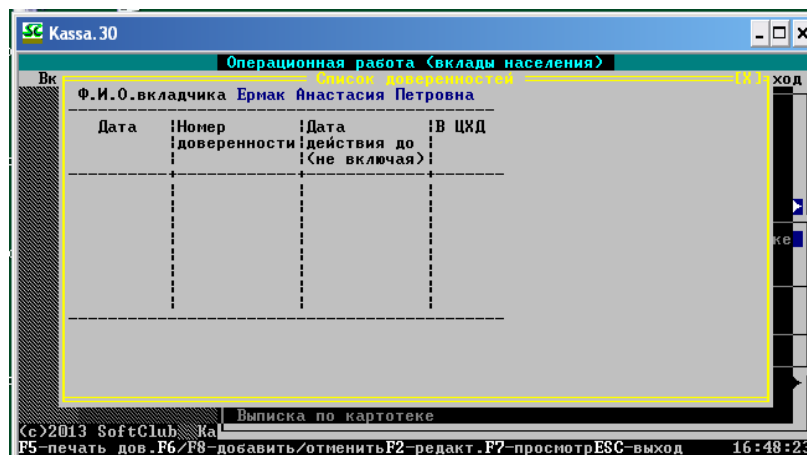 Kassa.30
Операционная работа (вклады населения)
Вк Список доверенностей [X] ход
Ф.И.О.вкладчика Ермак Анастасия Петровна
Дата Номер доверенности Дата действия до (не включая) В ЦХД
ке
Выписка по картотеке
(c)2013 SoftClub Ка
F5-печать дов.F6/F8-добавить/отменитьF2-редакт.F7-просмотрESC-выход 16:48:23